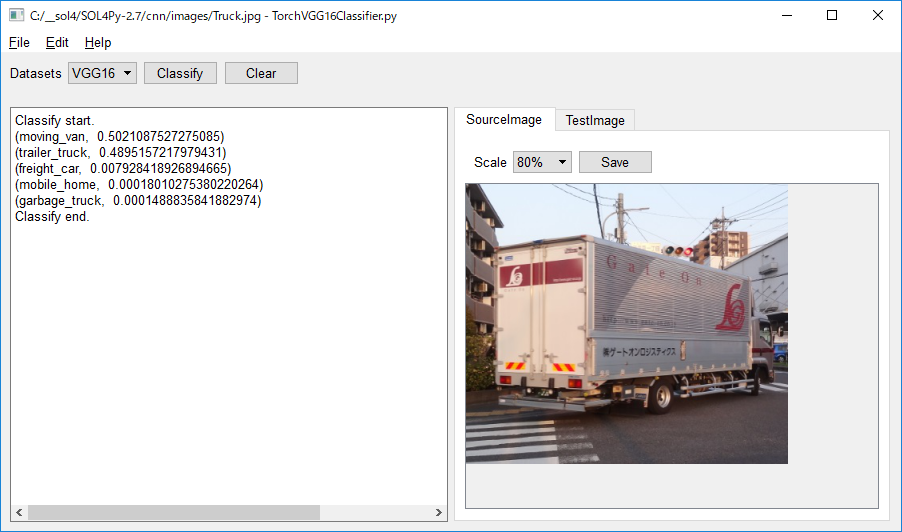 C:/__sol4/SOL4Py-2.7/cnn/images/Truck.jpg - TorchVGG16Classifier.py
File Edit Help
Datasets VGG16 Classify Clear
Classify start.
(moving_van, 0.5021087527275085)
(trailer_truck, 0.4895157217979431)
(freight_car, 0.007928418926894665)
(mobile_home, 0.00018010275380220264)
(garbage_truck, 0.0001488835841882974)
Classify end.
SourceImage TestImage
Scale 80% Save
Gate On
㈱ゲートオンロジスティクス